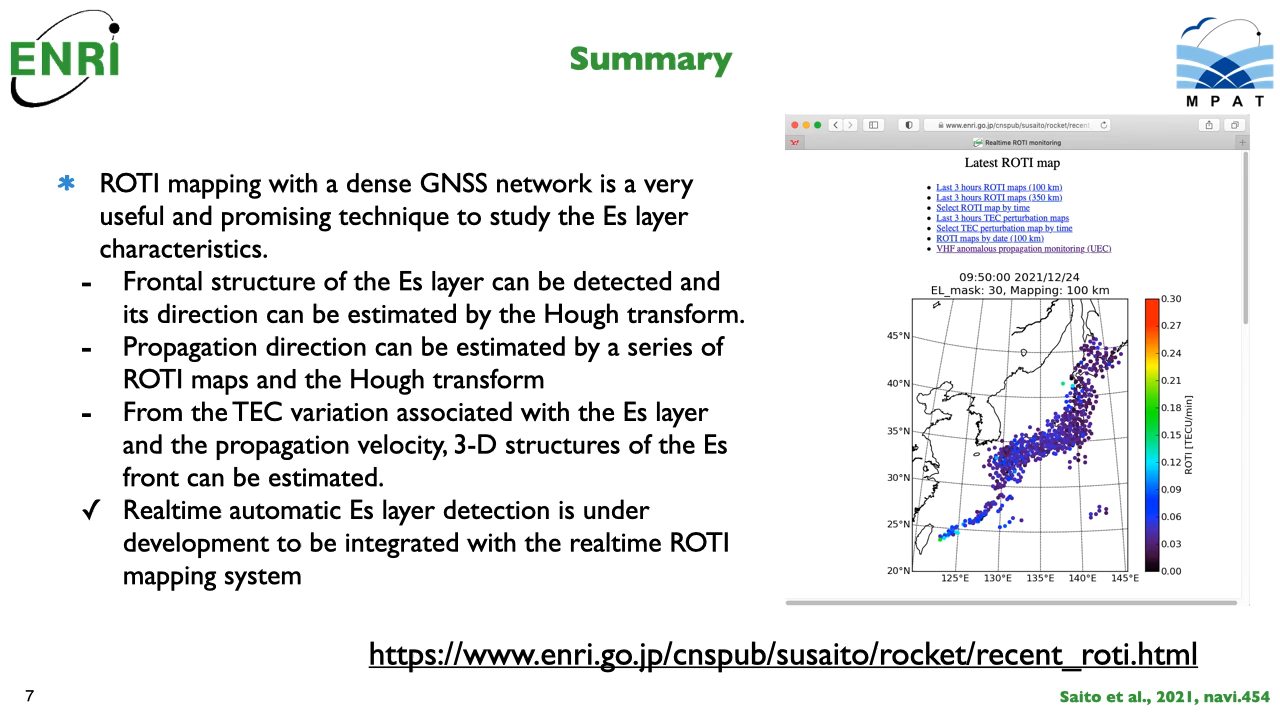 ENRI
Summary
MPAT
www.enri.go.jp/cnspub/susaito/rocket/recent
Realtime ROTI monitoring
Latest ROTI map
• Last 3 hours ROTI maps (100 km)
• Last 3 hours ROTI maps (350 km)
• Select ROTI map by time
• Last 3 hours TEC perturbation maps
• Select TEC perturbation map by time
• ROTI maps by date (100 km)
• VHF anomalous propagation monitoring (UEC)
09:50:00 2021/12/24
EL_mask: 30, Mapping: 100 km
45°N
40°N
35°N
30°N
25°N
20°N
125°E 130°E 135°E 140°E 145°E
0.30
0.27
0.24
0.21
0.18
0.15
0.12
0.09
0.06
0.03
0.00
ROTI [TECU/min]
* ROTI mapping with a dense GNSS network is a very
useful and promising technique to study the Es layer
characteristics.
- Frontal structure of the Es layer can be detected and
its direction can be estimated by the Hough transform.
- Propagation direction can be estimated by a series of
ROTI maps and the Hough transform
- From the TEC variation associated with the Es layer
and the propagation velocity, 3-D structures of the Es
front can be estimated.
✓ Realtime automatic Es layer detection is under
development to be integrated with the realtime ROTI
mapping system
https://www.enri.go.jp/cnspub/susaito/rocket/recent_roti.html
7
Saito et al., 2021, navi.454